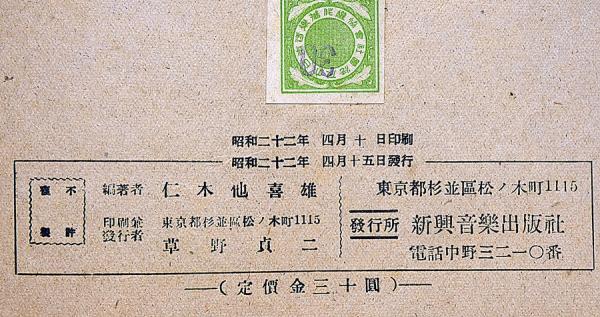 昭和二十二年 四月十日印刷
昭和二十二年 四月十五日發行
不許
複製
編著者 仁木他喜雄
印刷兼發行者
東京都杉並區松ノ木町1115
草野貞二
東京都杉並區松ノ木町1115
發行所 新興音樂出版社
電話中野三二一〇番
(定價金三十圓)